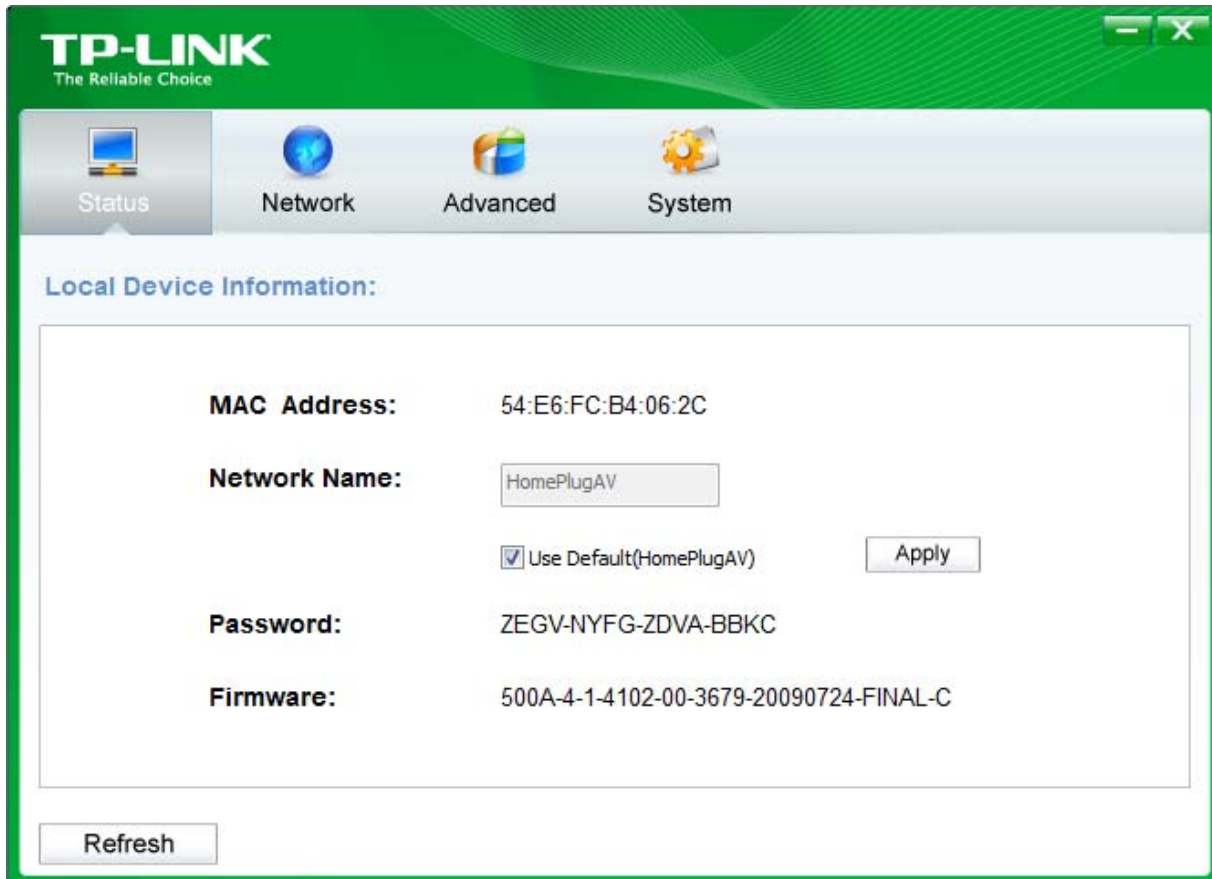 TP-LINK
The Reliable Choice
Status Network Advanced System
Local Device Information:
MAC Address: 54:E6:FC:B4:06:2C
Network Name: HomePlugAV
Use Default(HomePlugAV) Apply
Password: ZEGV-NYFG-ZDVA-BBKC
Firmware: 500A-4-1-4102-00-3679-20090724-FINAL-C
Refresh